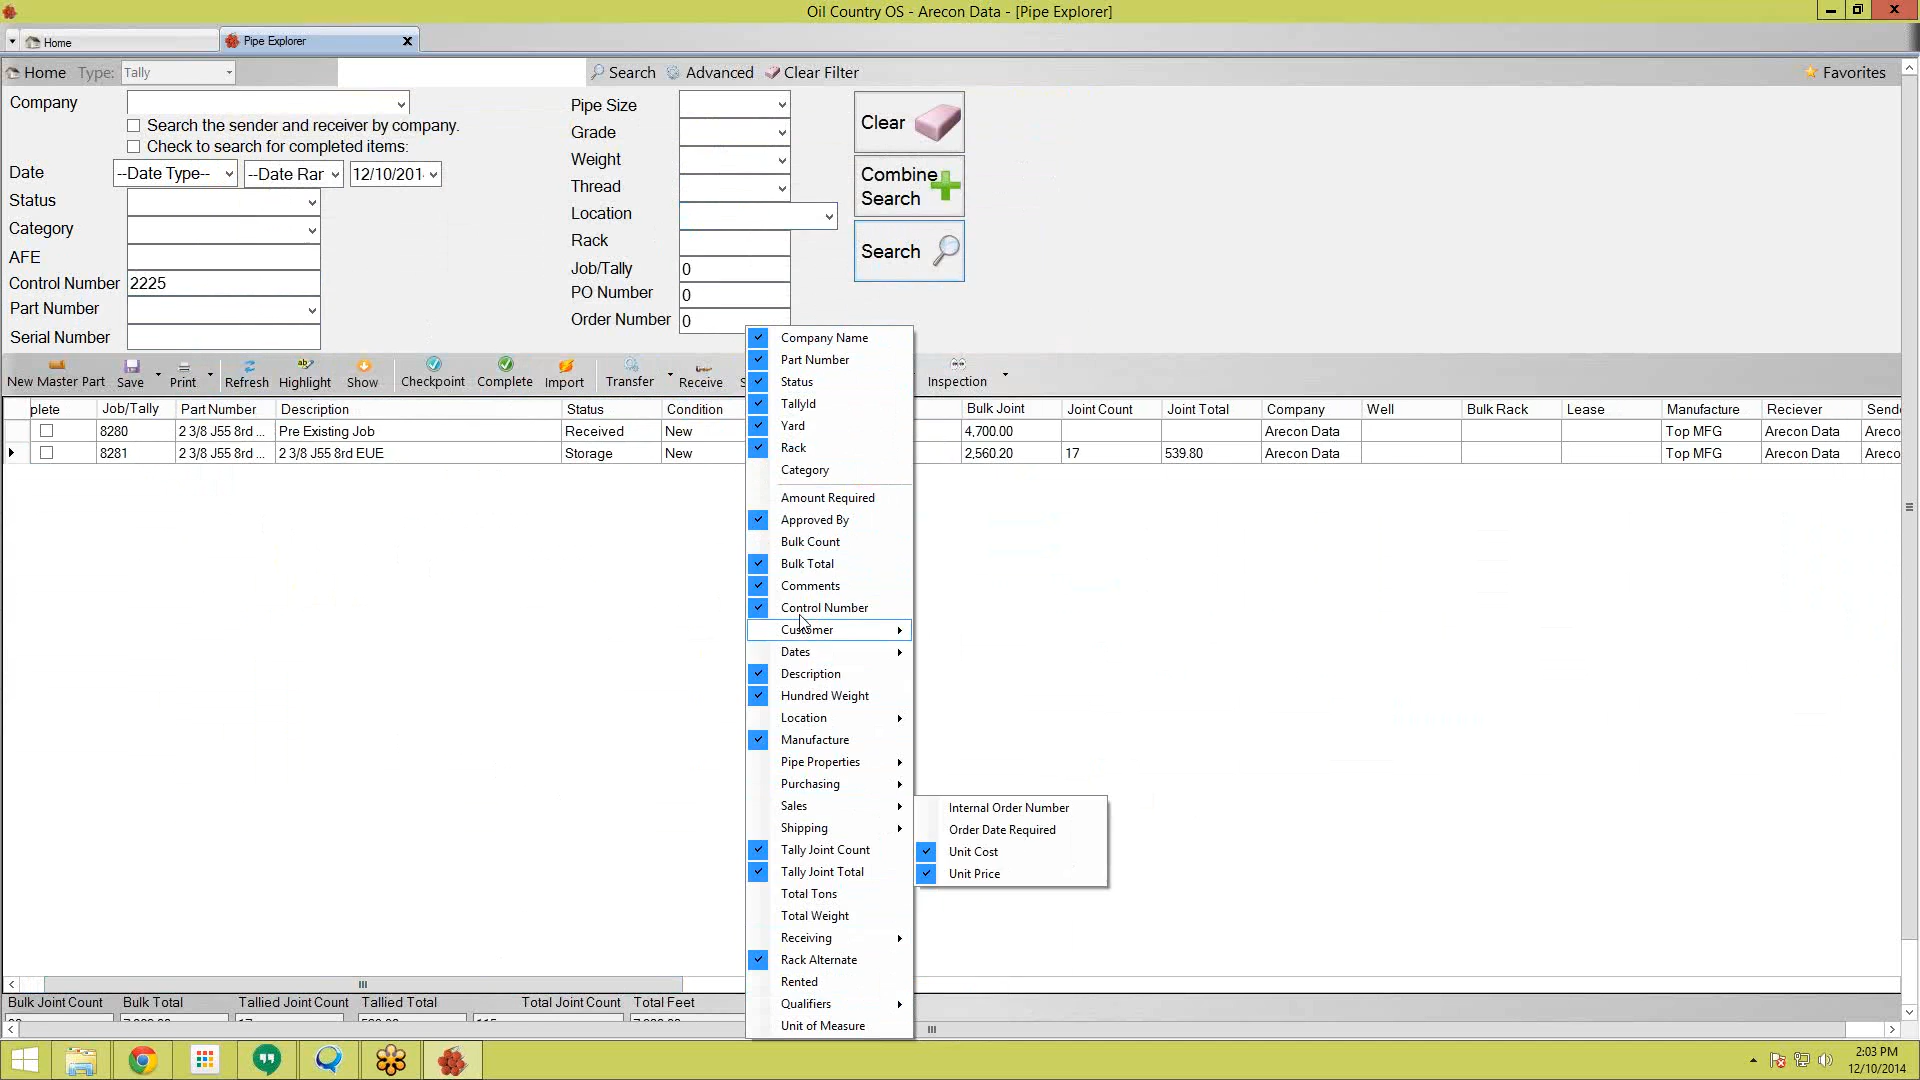 Oil Country OS - Arecon Data - [Pipe Explorer]
Home
Pipe Explorer
Home Type: Tally Search Advanced Clear Filter Favorites
Company
Search the sender and receiver by company.
Check to search for completed items:
Date --Date Type-- --Date Rar 12/10/201
Status
Category
AFE
Control Number 2225
Part Number
Serial Number
Pipe Size
Grade
Weight
Thread
Location
Rack
Job/Tally 0
PO Number 0
Order Number 0
Clear
Combine Search
Search
New Master Part Save Print Refresh Highlight Show Checkpoint Complete Import Transfer Receive Inspection
plete Job/Tally Part Number Description Status Condition Bulk Joint Joint Count Joint Total Company Well Bulk Rack Lease Manufacture Reciever Sende
8280 2 3/8 J55 8rd ... Pre Existing Job Received New 4,700.00 Arecon Data Top MFG Arecon Data Areco
8281 2 3/8 J55 8rd ... 2 3/8 J55 8rd EUE Storage New 2,560.20 17 539.80 Arecon Data Top MFG Arecon Data Areco
Company Name
Part Number
Status
TallyId
Yard
Rack
Category
Amount Required
Approved By
Bulk Count
Bulk Total
Comments
Control Number
Customer
Dates
Description
Hundred Weight
Location
Manufacture
Pipe Properties
Purchasing
Sales
Shipping
Tally Joint Count
Tally Joint Total
Total Tons
Total Weight
Receiving
Rack Alternate
Rented
Qualifiers
Unit of Measure
Internal Order Number
Order Date Required
Unit Cost
Unit Price
Bulk Joint Count Bulk Total Tallied Joint Count Tallied Total Total Joint Count Total Feet
2:03 PM
12/10/2014